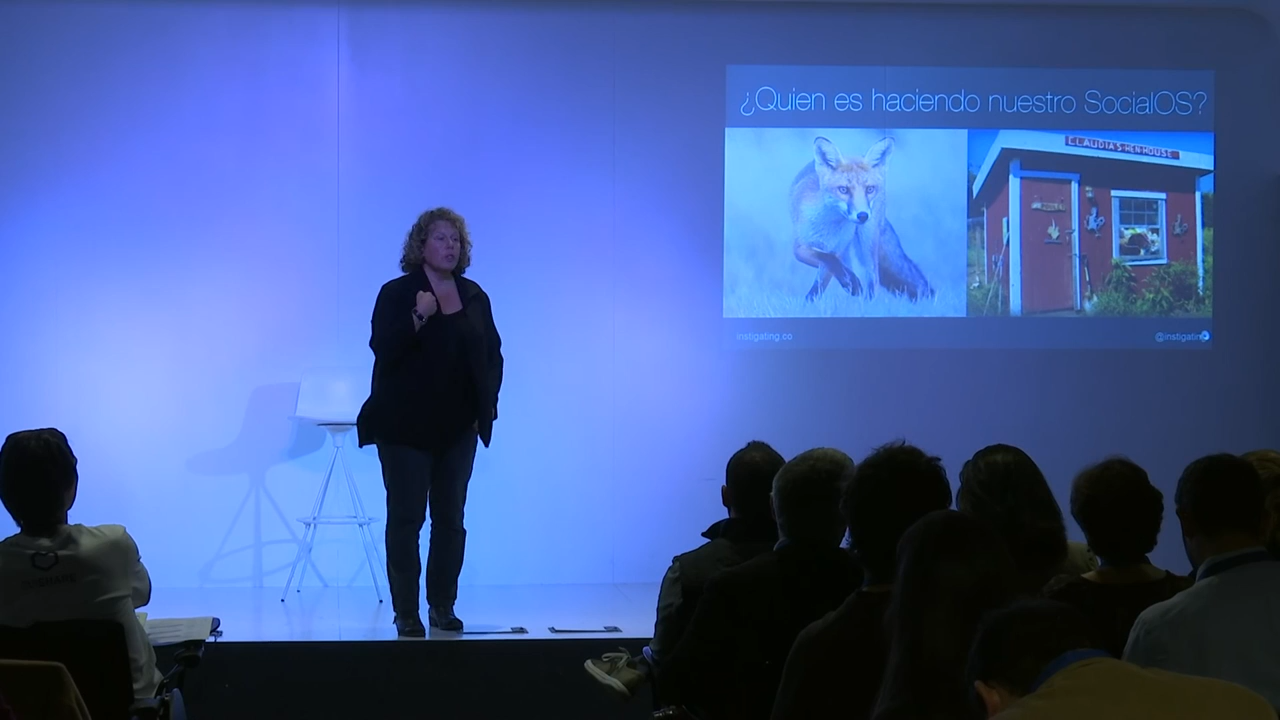 ¿Quien es haciendo nuestro SocialOS?
CLAUDIA'S HEN HOUSE
instigating.co
@instigating